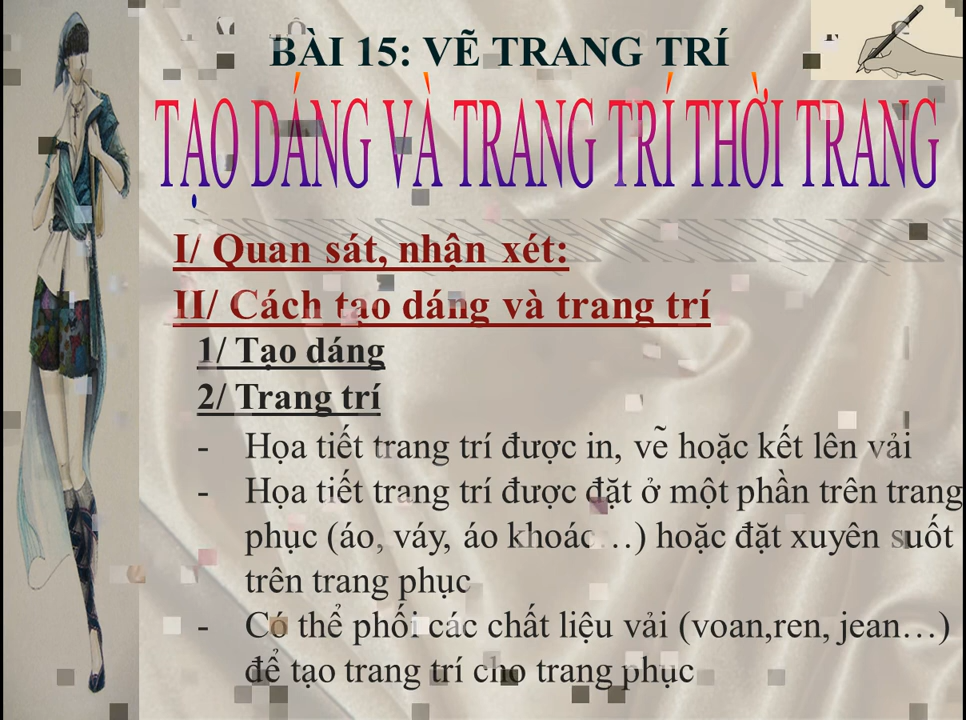 BÀI 15: VẼ TRANG TRÍ
TẠO DÁNG VÀ TRANG TRÍ THỜI TRANG
I/ Quan sát, nhận xét:
II/ Cách tạo dáng và trang trí
1/ Tạo dáng
2/ Trang trí
- Họa tiết trang trí được in, vẽ hoặc kết lên vải
- Họa tiết trang trí được đặt ở một phần trên trang
phục (áo, váy, áo khoác…) hoặc đặt xuyên suốt
trên trang phục
- Có thể phối các chất liệu vải (voan,ren, jean…)
để tạo trang trí cho trang phục